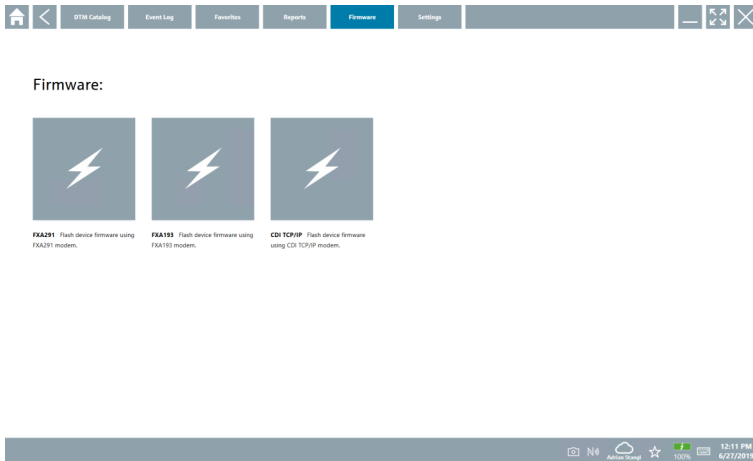 DTM Catalog Event Log Favorites Reports Firmware Settings
Firmware:
FXA291 Flash device firmware using
FXA291 modem.
FXA193 Flash device firmware using
FXA193 modem.
CDI TCP/IP Flash device firmware
using CDI TCP/IP modem.
Adrian Stangl
100%
12:11 PM
6/27/2019